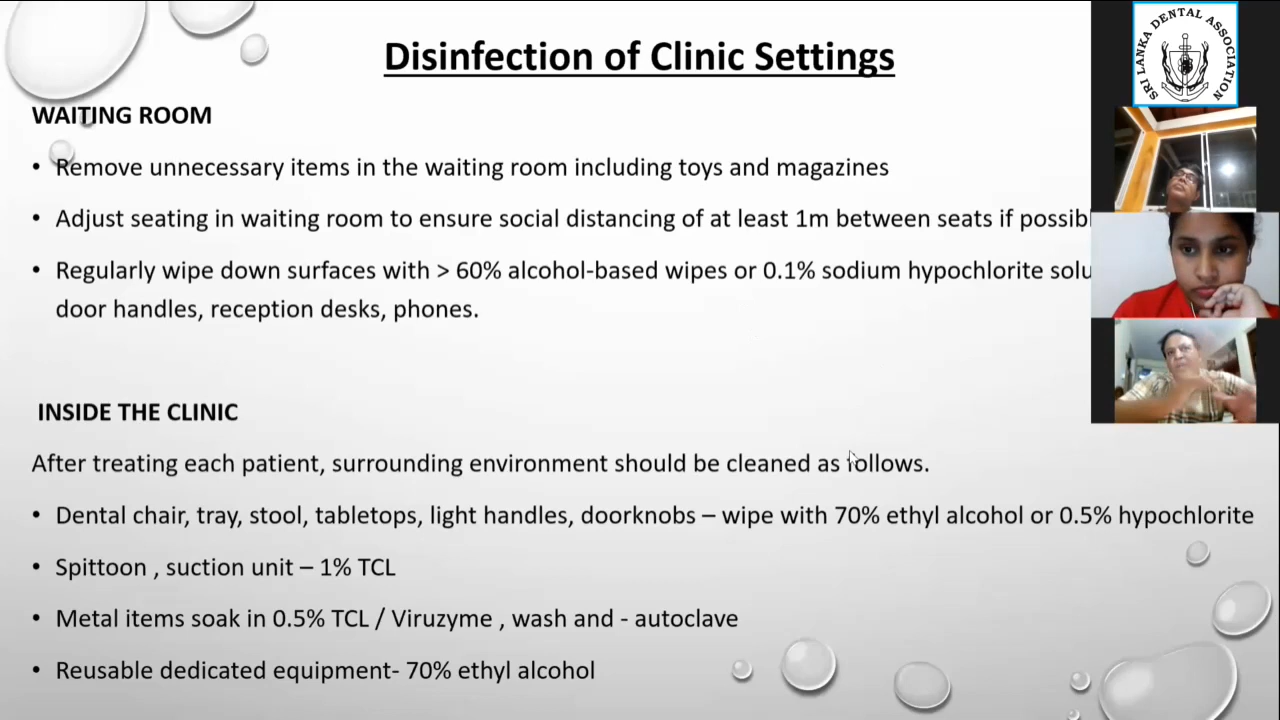 Disinfection of Clinic Settings
SRI LANKA DENTAL ASSOCIATION
WAITING ROOM
• Remove unnecessary items in the waiting room including toys and magazines
• Adjust seating in waiting room to ensure social distancing of at least 1m between seats if
• Regularly wipe down surfaces with > 60% alcohol-based wipes or 0.1% sodium hypochlorite
door handles, reception desks, phones.
INSIDE THE CLINIC
After treating each patient, surrounding environment should be cleaned as follows.
• Dental chair, tray, stool, tabletops, light handles, doorknobs – wipe with 70% ethyl alcohol or 0.5% hypochlorite
• Spittoon , suction unit – 1% TCL
• Metal items soak in 0.5% TCL / Viruzyme , wash and - autoclave
• Reusable dedicated equipment- 70% ethyl alcohol